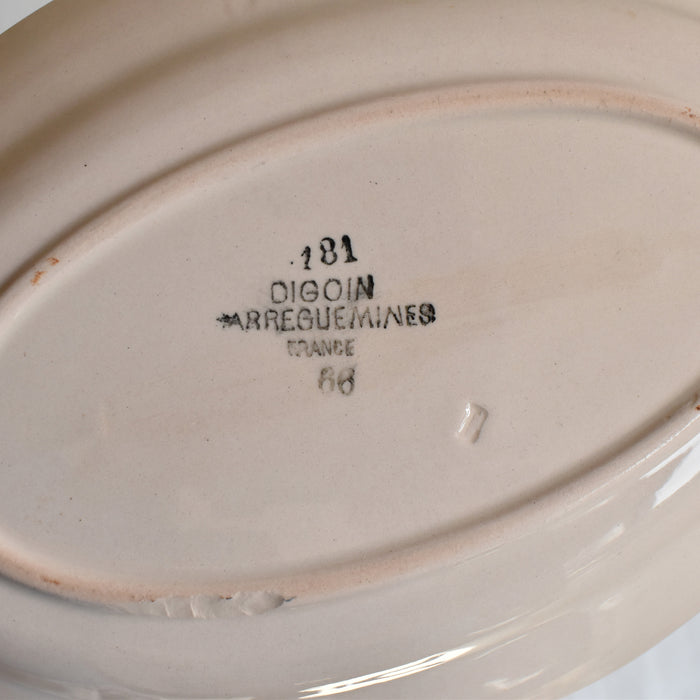 181
DIGOIN
SARREGUEMINES
FRANCE
66